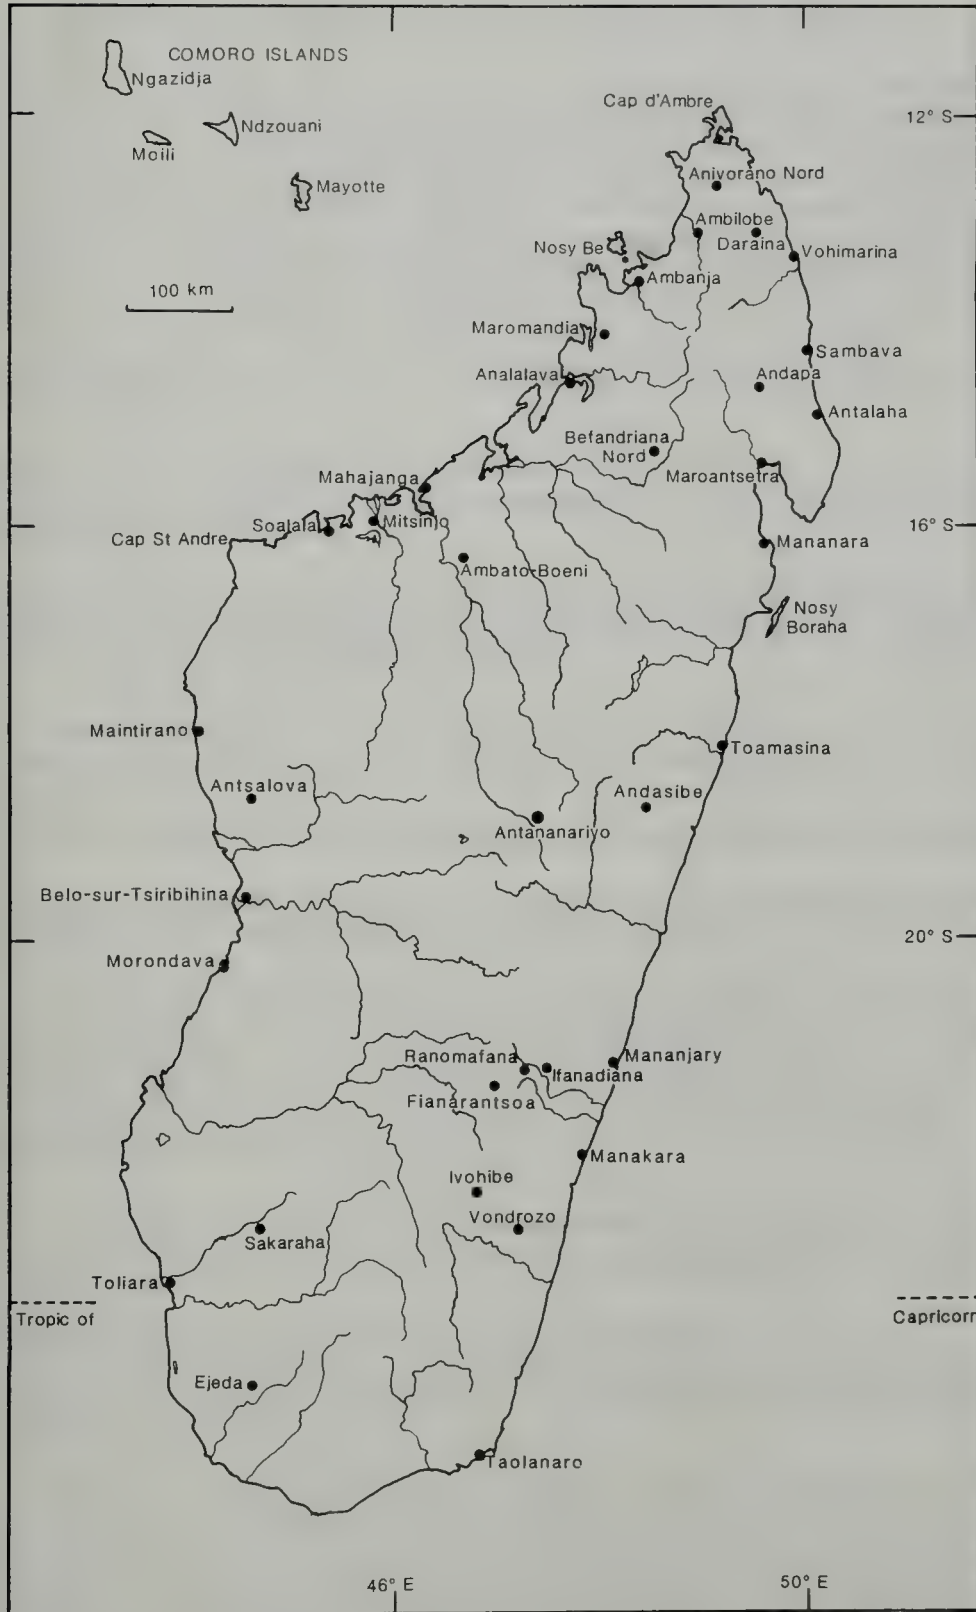 COMORO ISLANDS
Ngazidja
Ndzouani
Moili
Mayotte
Cap d'Ambre
12° S
Anivorano Nord
Ambilobe
Daraina
Nosy Be
Vohimarina
Ambanja
100 km
Maromandia
Sambava
Analalava
Andapa
Antalaha
Befandriana
Nord
Maroantsetra
Mahajanga
Mitsinjo
Soalala
16° S
Cap St Andre
Mananara
Ambato-Boeni
Nosy
Boraha
Maintirano
Toamasina
Antsalova
Andasibe
Antananarivo
Belo-sur-Tsiribihina
20° S
Morondava
Ranomafana
Mananjary
Ifanadiana
Fianarantsoa
Manakara
Ivohibe
Vondrozo
Sakaraha
Toliara
Tropic of
Capricorn
Ejeda
Taolanaro
46° E
50° E